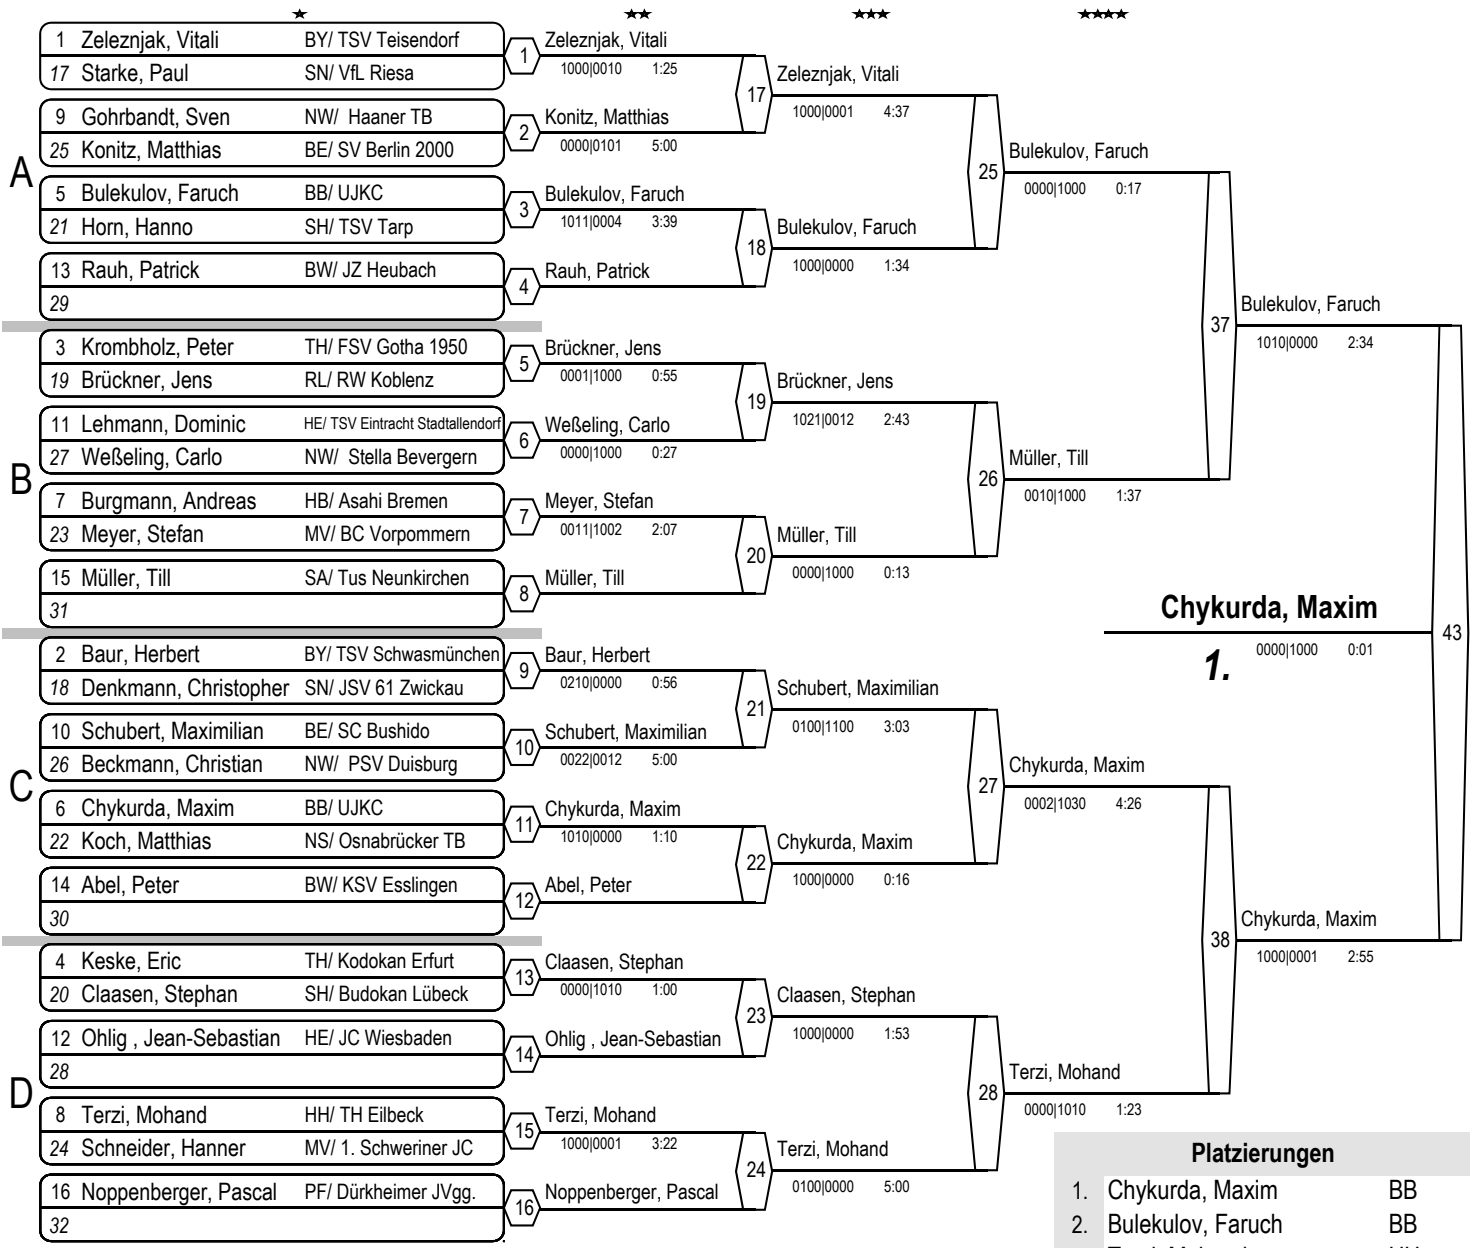 ★ ★★ ★★★ ★★★★
A
1 Zeleznjak, Vitali BY/ TSV Teisendorf
17 Starke, Paul SN/ VfL Riesa
9 Gohrbandt, Sven NW/ Haaner TB
25 Konitz, Matthias BE/ SV Berlin 2000
5 Bulekulov, Faruch BB/ UJKC
21 Horn, Hanno SH/ TSV Tarp
13 Rauh, Patrick BW/ JZ Heubach
29
B
3 Krombholz, Peter TH/ FSV Gotha 1950
19 Brückner, Jens RL/ RW Koblenz
11 Lehmann, Dominic HE/ TSV Eintracht Stadtallendorf
27 Weßeling, Carlo NW/ Stella Bevergern
7 Burgmann, Andreas HB/ Asahi Bremen
23 Meyer, Stefan MV/ BC Vorpommern
15 Müller, Till SA/ Tus Neunkirchen
31
C
2 Baur, Herbert BY/ TSV Schwasmünchen
18 Denkmann, Christopher SN/ JSV 61 Zwickau
10 Schubert, Maximilian BE/ SC Bushido
26 Beckmann, Christian NW/ PSV Duisburg
6 Chykurda, Maxim BB/ UJKC
22 Koch, Matthias NS/ Osnabrücker TB
14 Abel, Peter BW/ KSV Esslingen
30
D
4 Keske, Eric TH/ Kodokan Erfurt
20 Claasen, Stephan SH/ Budokan Lübeck
12 Ohlig , Jean-Sebastian HE/ JC Wiesbaden
28
8 Terzi, Mohand HH/ TH Eilbeck
24 Schneider, Hanner MV/ 1. Schweriner JC
16 Noppenberger, Pascal PF/ Dürkheimer JVgg.
32
1 Zeleznjak, Vitali
1000|0010 1:25
2 Konitz, Matthias
0000|0101 5:00
3 Bulekulov, Faruch
1011|0004 3:39
4 Rauh, Patrick
5 Brückner, Jens
0001|1000 0:55
6 Weßeling, Carlo
0000|1000 0:27
7 Meyer, Stefan
0011|1002 2:07
8 Müller, Till
9 Baur, Herbert
0210|0000 0:56
10 Schubert, Maximilian
0022|0012 5:00
11 Chykurda, Maxim
1010|0000 1:10
12 Abel, Peter
13 Claasen, Stephan
0000|1010 1:00
14 Ohlig , Jean-Sebastian
15 Terzi, Mohand
1000|0001 3:22
16 Noppenberger, Pascal
17 Zeleznjak, Vitali
1000|0001 4:37
18 Bulekulov, Faruch
1000|0000 1:34
19 Brückner, Jens
1021|0012 2:43
20 Müller, Till
0000|1000 0:13
21 Schubert, Maximilian
0100|1100 3:03
22 Chykurda, Maxim
1000|0000 0:16
23 Claasen, Stephan
1000|0000 1:53
24 Terzi, Mohand
0100|0000 5:00
25 Bulekulov, Faruch
0000|1000 0:17
26 Müller, Till
0010|1000 1:37
27 Chykurda, Maxim
0002|1030 4:26
28 Terzi, Mohand
0000|1010 1:23
37 Bulekulov, Faruch
1010|0000 2:34
38 Chykurda, Maxim
1000|0001 2:55
43 Chykurda, Maxim
1. 0000|1000 0:01
Platzierungen
1. Chykurda, Maxim BB
2. Bulekulov, Faruch BB